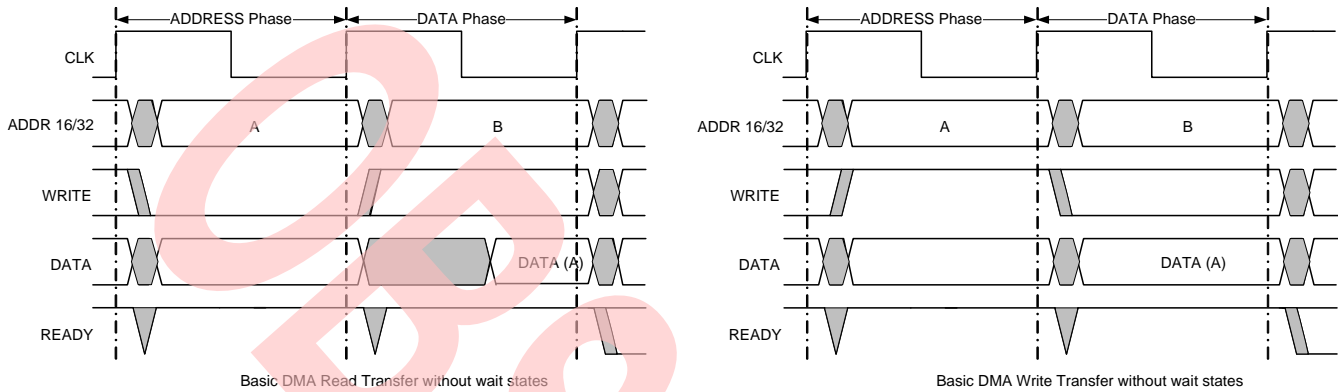 ADDRESS Phase DATA Phase
CLK
ADDR 16/32 A B
WRITE
DATA DATA (A)
READY
Basic DMA Read Transfer without wait states
ADDRESS Phase DATA Phase
CLK
ADDR 16/32 A B
WRITE
DATA DATA (A)
READY
Basic DMA Write Transfer without wait states